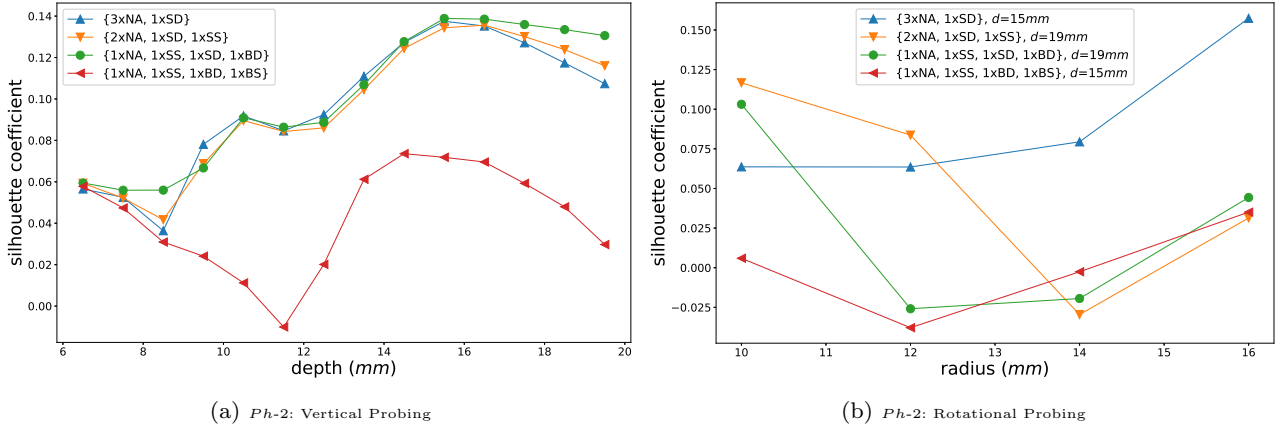 {3xNA, 1xSD}
{2xNA, 1xSD, 1xSS}
{1xNA, 1xSS, 1xSD, 1xBD}
{1xNA, 1xSS, 1xBD, 1xBS}
silhouette coefficient
0.14
0.12
0.10
0.08
0.06
0.04
0.02
0.00
6 8 10 12 14 16 18 20
depth (mm)
(a) Ph-2: Vertical Probing
{3xNA, 1xSD}, d=15mm
{2xNA, 1xSD, 1xSS}, d=19mm
{1xNA, 1xSS, 1xSD, 1xBD}, d=19mm
{1xNA, 1xSS, 1xBD, 1xBS}, d=15mm
silhouette coefficient
0.150
0.125
0.100
0.075
0.050
0.025
0.000
−0.025
10 11 12 13 14 15 16
radius (mm)
(b) Ph-2: Rotational Probing